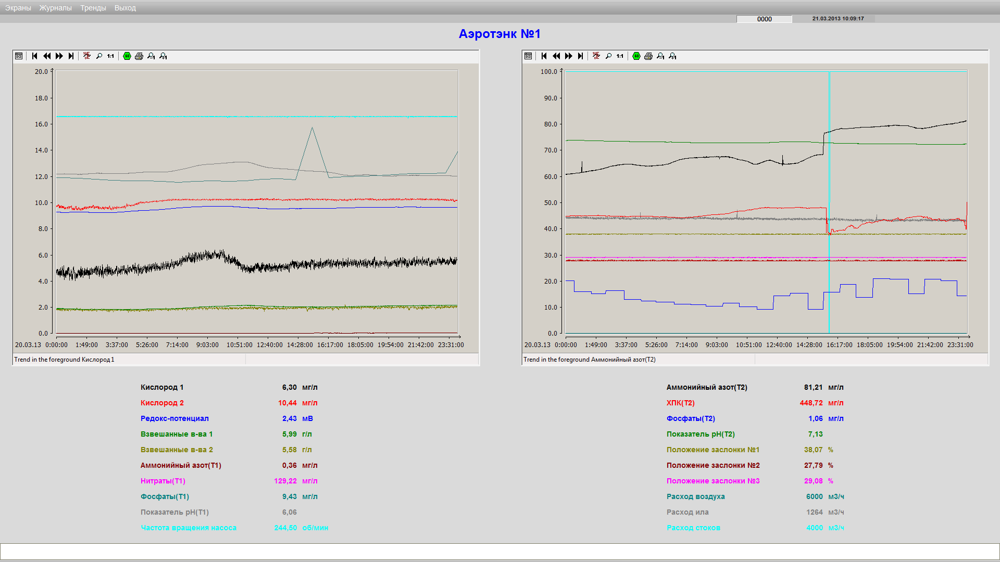 Экраны Журналы Тренды Выход
0000 21.03.2013 10:09:17
Аэротэнк №1
1:1
60
20.0
18.0
16.0
14.0
12.0
10.0
8.0
6.0
4.0
2.0
0.0
20.03.13 0:00:00 1:49:00 3:37:00 5:26:00 7:14:00 9:03:00 10:51:00 12:40:00 14:28:00 16:17:00 18:05:00 19:54:00 21:42:00 23:31:00
Trend in the foreground Кислород 1
1:1
60
100.0
90.0
80.0
70.0
60.0
50.0
40.0
30.0
20.0
10.0
0.0
20.03.13 0:00:00 1:49:00 3:37:00 5:26:00 7:14:00 9:03:00 10:51:00 12:40:00 14:28:00 16:17:00 18:05:00 19:54:00 21:42:00 23:31:00
Trend in the foreground Аммонийный азот(Т2)
Кислород 1 6,30 мг/л
Кислород 2 10,44 мг/л
Редокс-потенциал 2,43 мВ
Взвешанные в-ва 1 5,99 г/л
Взвешанные в-ва 2 5,58 г/л
Аммонийный азот(Т1) 0,36 мг/л
Нитраты(Т1) 129,22 мг/л
Фосфаты(Т1) 9,43 мг/л
Показатель pH(Т1) 6,06
Частота вращения насоса 244,50 об/мин
Аммонийный азот(Т2) 81,21 мг/л
ХПК(Т2) 448,72 мг/л
Фосфаты(Т2) 1,06 мг/л
Показатель pH(Т2) 7,13
Положение заслонки №1 38,07 %
Положение заслонки №2 27,79 %
Положение заслонки №3 29,08 %
Расход воздуха 6000 м3/ч
Расход ила 1264 м3/ч
Расход стоков 4000 м3/ч